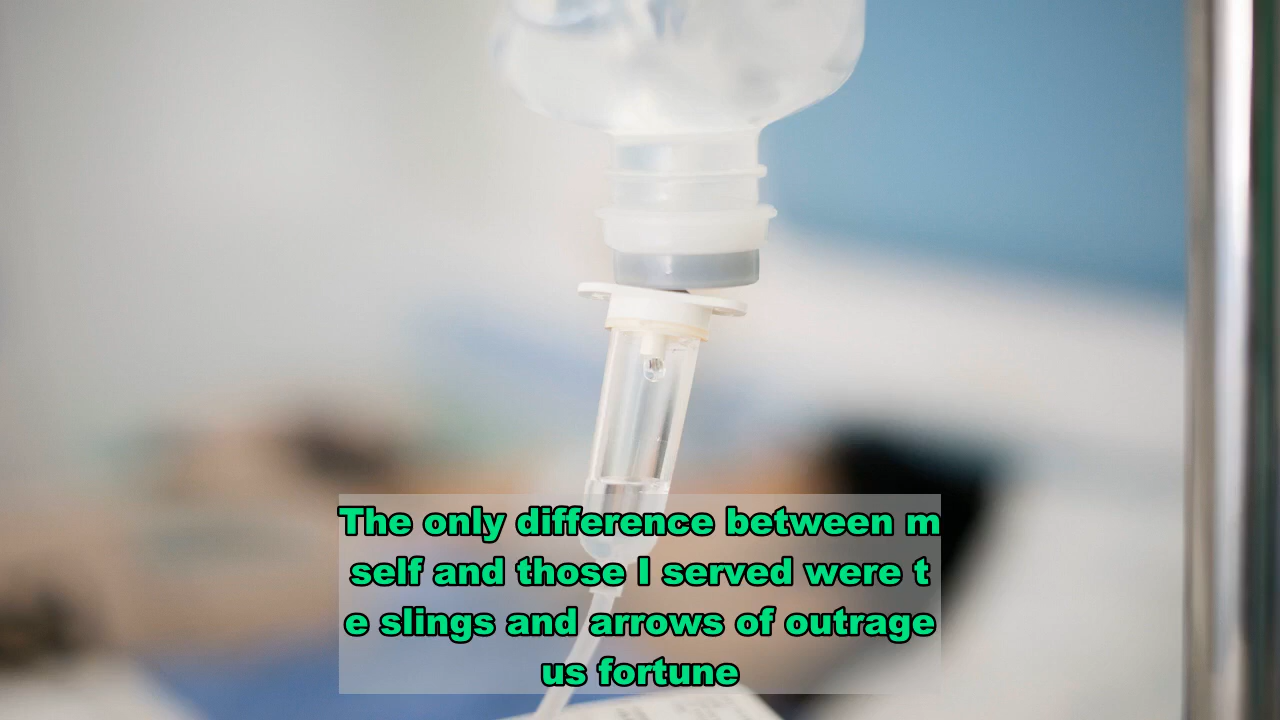 The only difference between m
self and those I served were t
e slings and arrows of outrage
us fortune